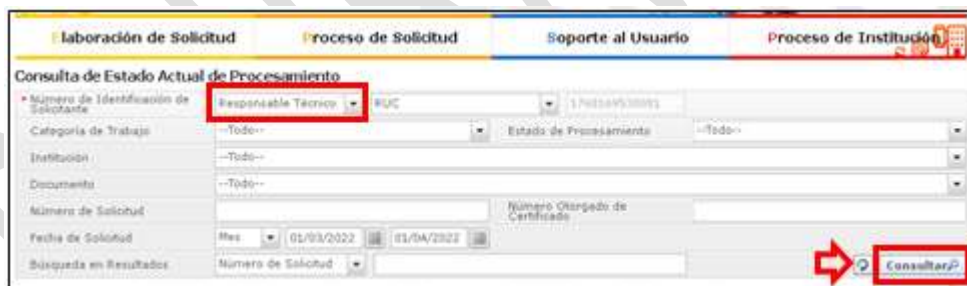 Elaboración de Solicitud Proceso de Solicitud Soporte al Usuario Proceso de Institución
Consulta de Estado Actual de Procesamiento
* Número de Identificación de Solicitante Responsable Técnico RUC
Categoría de Trabajo --Todo-- Estado de Procesamiento --Todo--
Institución --Todo--
Documento --Todo--
Número de Solicitud Número Otorgado de Certificado
Fecha de Solicitud Mes 01/03/2022 01/04/2022
Búsqueda en Resultados Número de Solicitud Consultar